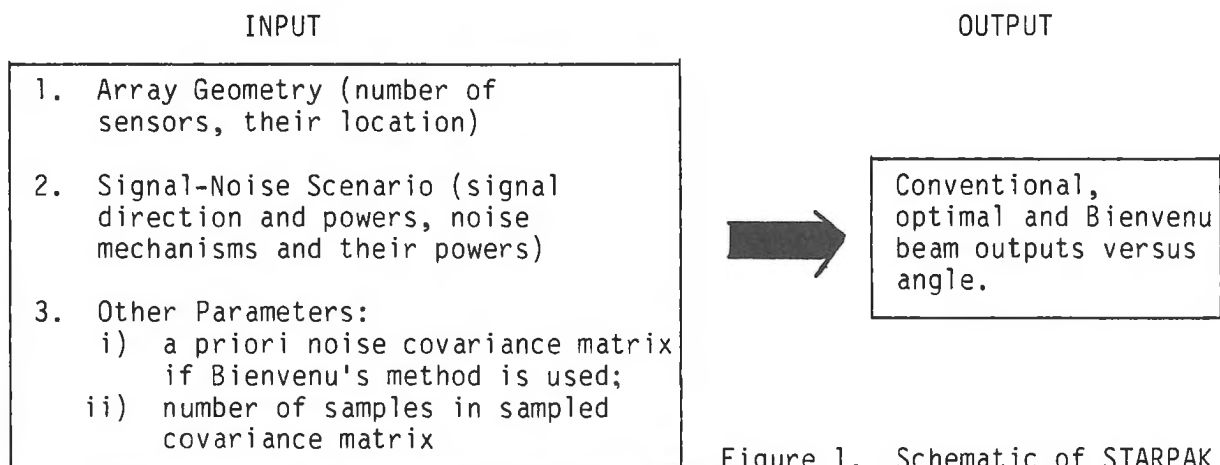 INPUT
1. Array Geometry (number of
sensors, their location)
2. Signal-Noise Scenario (signal
direction and powers, noise
mechanisms and their powers)
3. Other Parameters:
i) a priori noise covariance matrix
if Bienvenu's method is used;
ii) number of samples in sampled
covariance matrix
OUTPUT
Conventional,
optimal and Bienvenu
beam outputs versus
angle.
Figure 1. Schematic of STARPAK